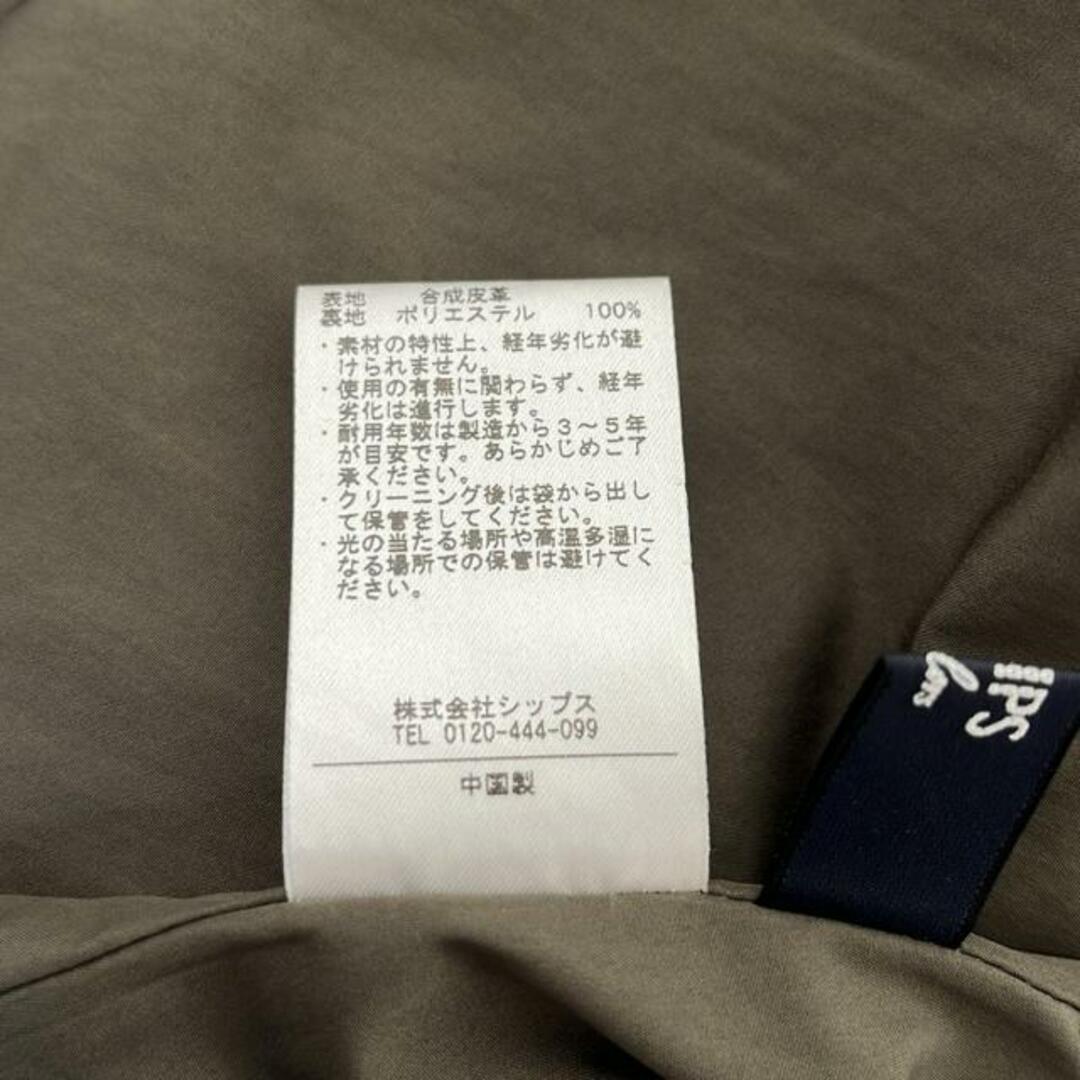 表地 合成皮革
裏地 ポリエステル 100%
・素材の特性上、経年劣化が避
けられません。
・使用の有無に関わらず、経年
劣化は進行します。
・耐用年数は製造から3〜5年
が目安です。あらかじめご了
承ください。
・クリーニング後は袋から出し
て保管をしてください。
・光の当たる場所や高温多湿に
なる場所での保管は避けてく
ださい。
株式会社シップス
TEL 0120-444-099
中国製
iPS